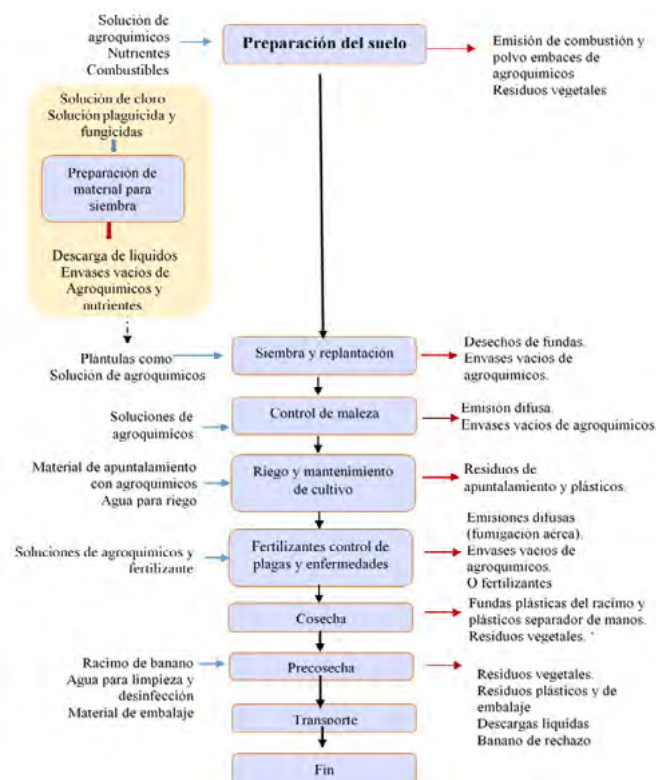 Solución de
agroquímicos
Nutrientes
Combustibles
Preparación del suelo
Emisión de combustión y
polvo embaces de
agroquímicos
Residuos vegetales
Solución de cloro
Solución plaguicida y
fungicidas
Preparación de
material para
siembra
Descarga de líquidos
Envases vacíos de
Agroquímicos y
nutrientes
Plántulas como
Solución de agroquímicos
Siembra y replantación
Desechos de fundas.
Envases vacíos de
agroquímicos.
Soluciones de
agroquímicos
Control de maleza
Emisión difusa.
Envases vacíos de agroquímicos.
Material de apuntalamiento
con agroquímicos
Agua para riego
Riego y mantenimiento
de cultivo
Residuos de
apuntalamiento y plásticos.
Soluciones de agroquímicos y
fertilizante
Fertilizantes control de
plagas y enfermedades
Emisiones difusas
(fumigación aérea).
Envases vacíos de
agroquímicos.
O fertilizantes
Cosecha
Fundas plásticas del racimo y
plásticos separador de manos.
Residuos vegetales.
Racimo de banano
Agua para limpieza y
desinfección
Material de embalaje
Precosecha
Residuos vegetales.
Residuos plásticos y de
embalaje
Descargas líquidas
Banano de rechazo
Transporte
Fin